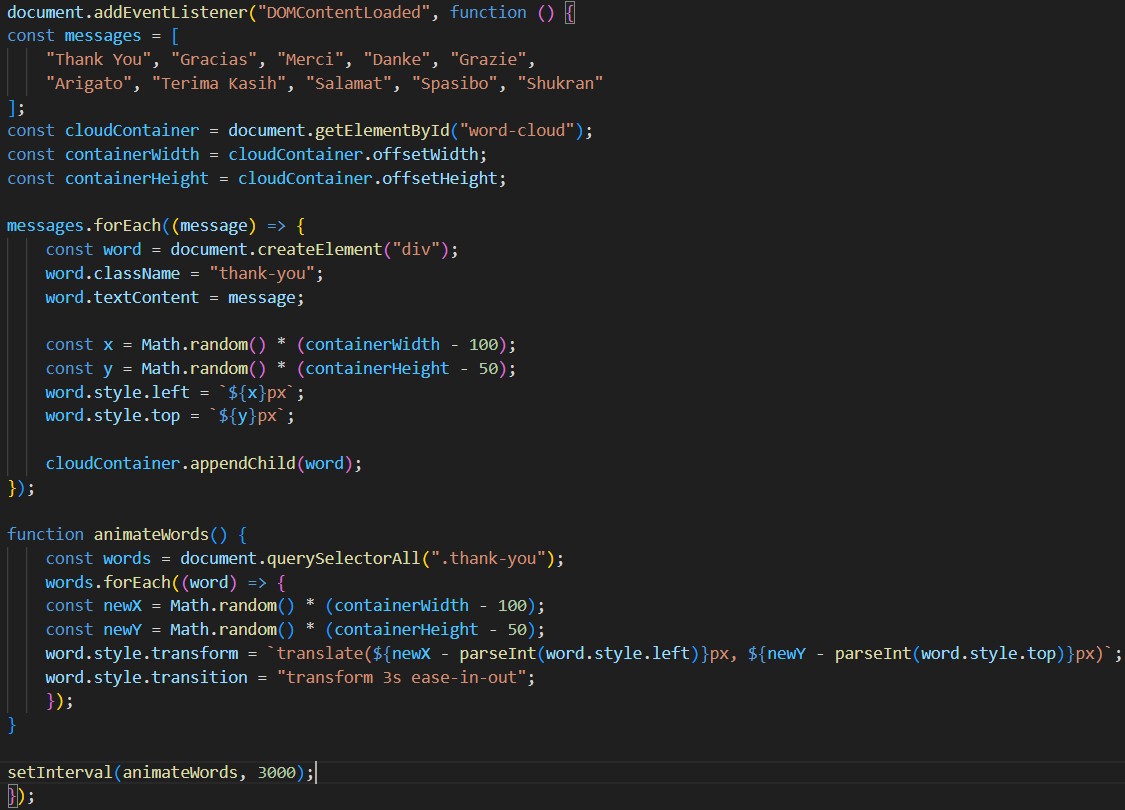 document.addEventListener("DOMContentLoaded", function () {
const messages = [
    "Thank You", "Gracias", "Merci", "Danke", "Grazie",
    "Arigato", "Terima Kasih", "Salamat", "Spasibo", "Shukran"
];
const cloudContainer = document.getElementById("word-cloud");
const containerWidth = cloudContainer.offsetWidth;
const containerHeight = cloudContainer.offsetHeight;

messages.forEach((message) => {
    const word = document.createElement("div");
    word.className = "thank-you";
    word.textContent = message;

    const x = Math.random() * (containerWidth - 100);
    const y = Math.random() * (containerHeight - 50);
    word.style.left = `${x}px`;
    word.style.top = `${y}px`;

    cloudContainer.appendChild(word);
});

function animateWords() {
    const words = document.querySelectorAll(".thank-you");
    words.forEach((word) => {
    const newX = Math.random() * (containerWidth - 100);
    const newY = Math.random() * (containerHeight - 50);
    word.style.transform = `translate(${newX - parseInt(word.style.left)}px, ${newY - parseInt(word.style.top)}px)`;
    word.style.transition = "transform 3s ease-in-out";
    });
}

setInterval(animateWords, 3000);
});